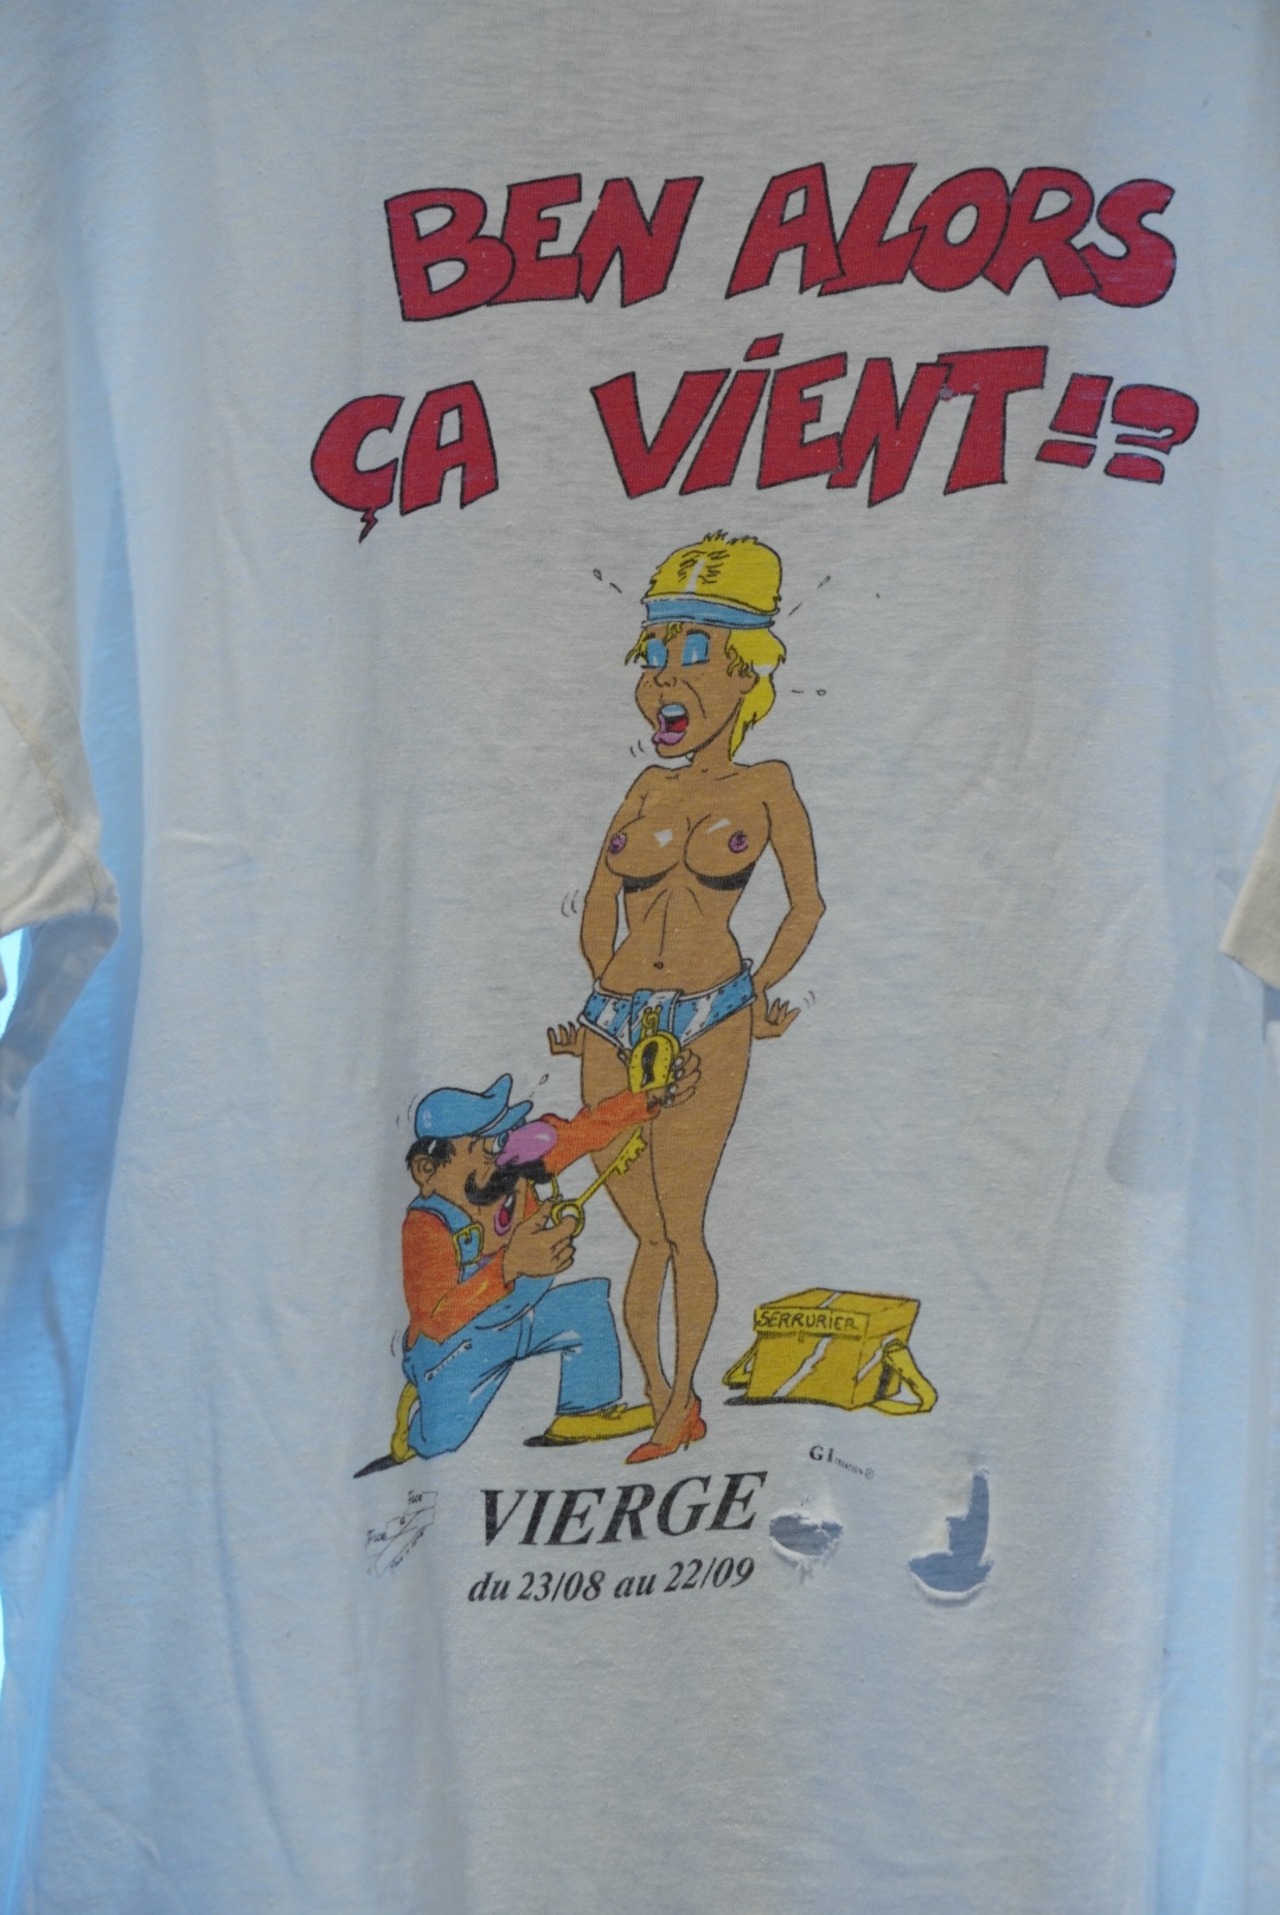 BEN ALORS
ÇA VIENT!?
SERRURIER
VIERGE
du 23/08 au 22/09